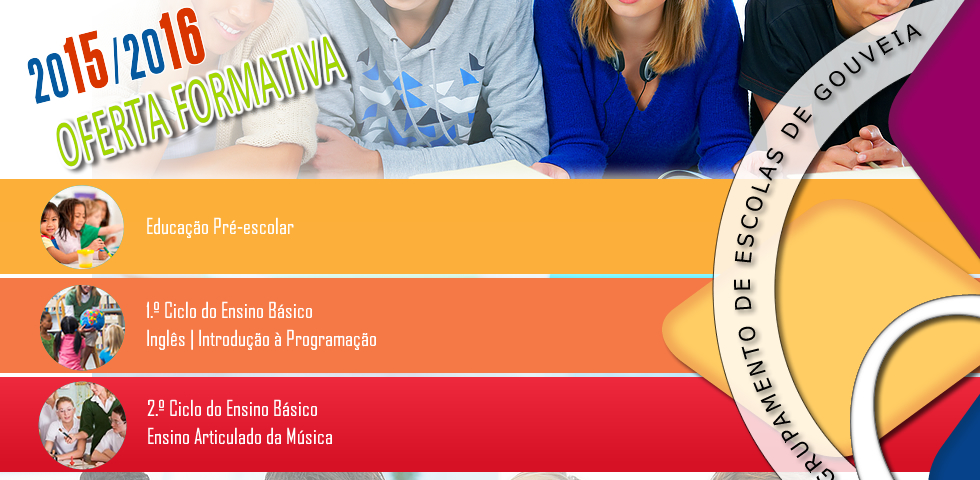 2015/2016
OFERTA FORMATIVA
Educação Pré-escolar
1.º Ciclo do Ensino Básico
Inglês | Introdução à Programação
2.º Ciclo do Ensino Básico
Ensino Articulado da Música
GRUPAMENTO DE ESCOLAS DE GOUVEIA